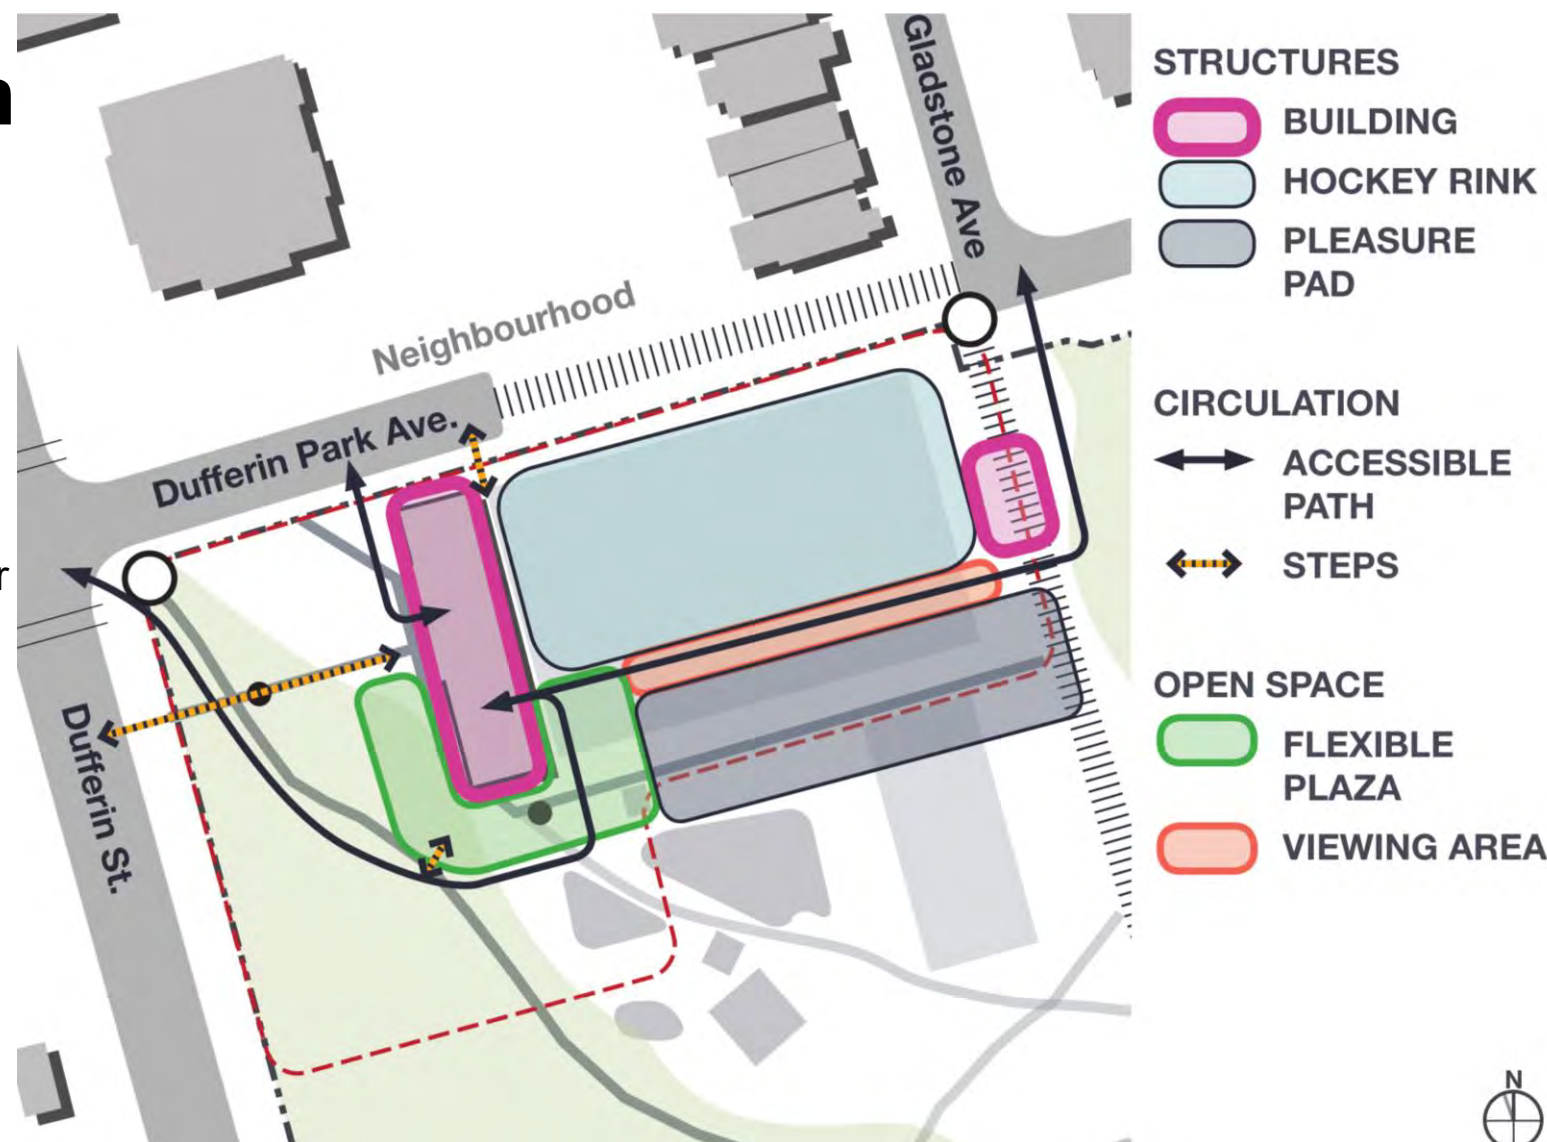 n
r
Gladstone Ave
Neighbourhood
Dufferin Park Ave.
Dufferin St.
STRUCTURES
BUILDING
HOCKEY RINK
PLEASURE
PAD
CIRCULATION
ACCESSIBLE
PATH
STEPS
OPEN SPACE
FLEXIBLE
PLAZA
VIEWING AREA
N